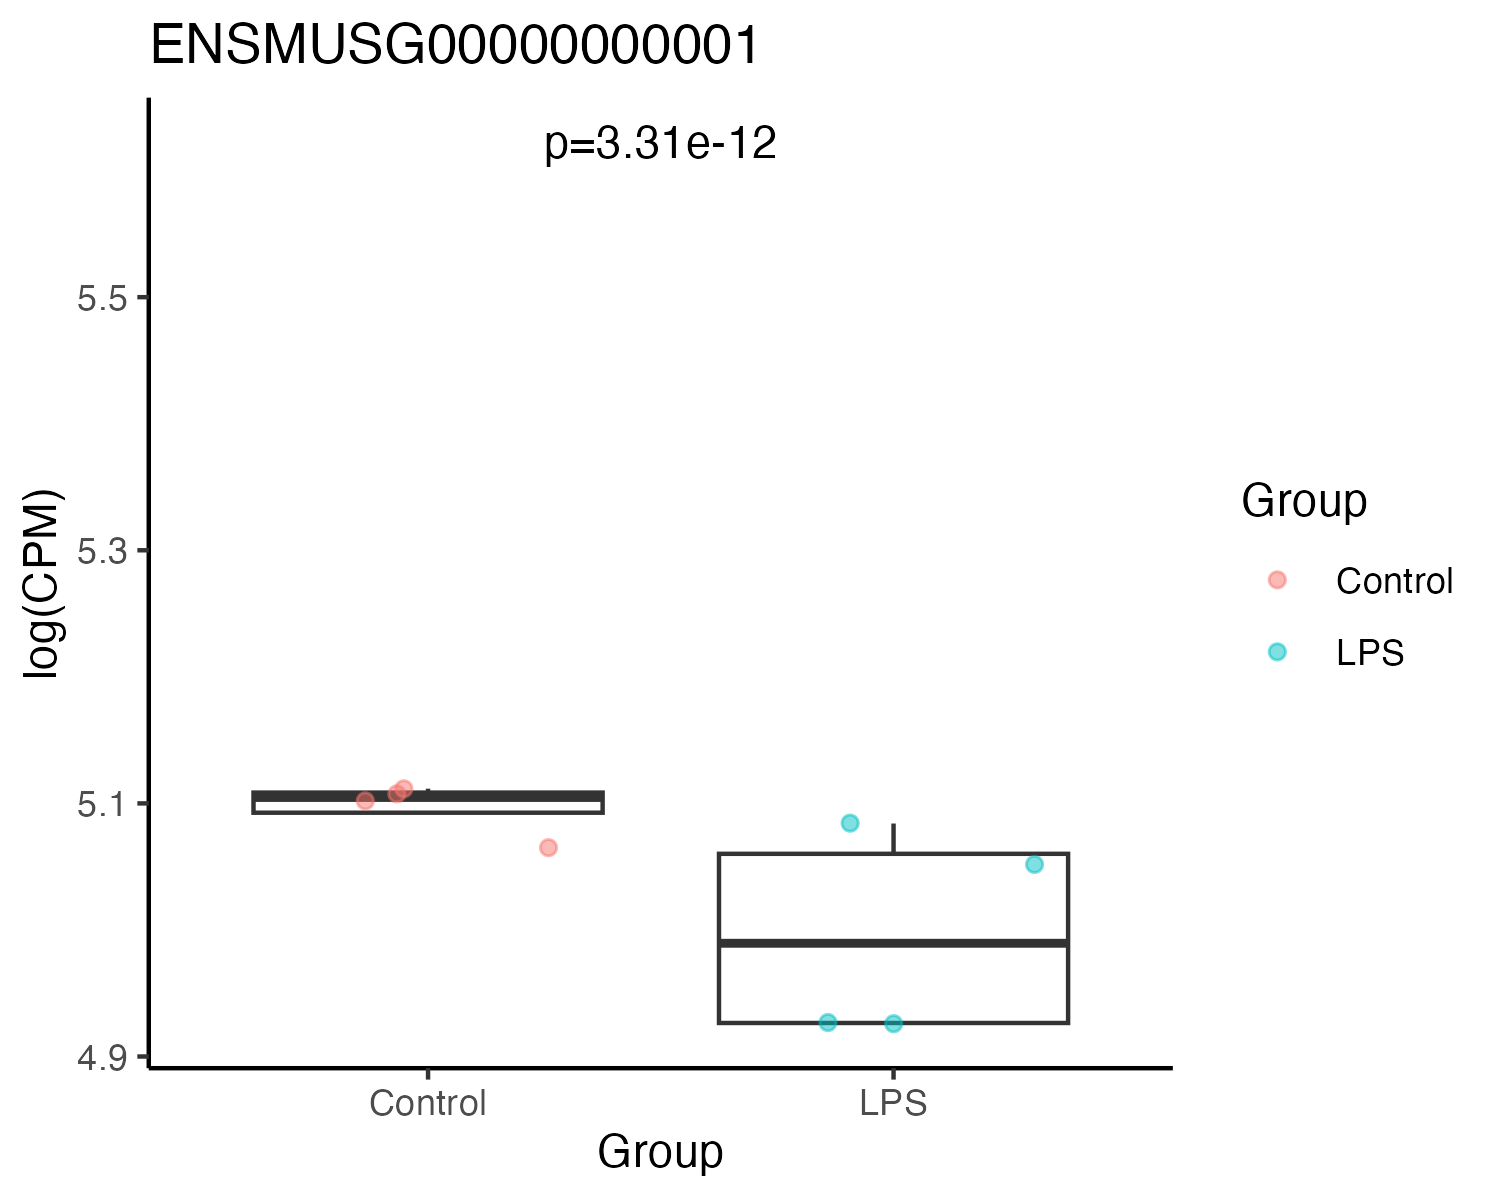 ENSMUSG00000000001
p=3.31e-12
5.5
5.3
5.1
4.9
log(CPM)
Control
LPS
Group
Group
Control
LPS